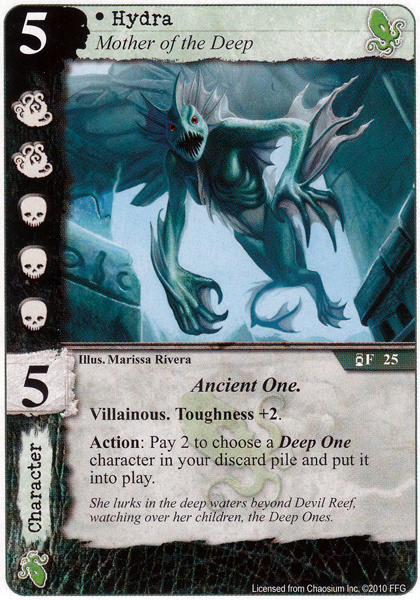 5
• Hydra
Mother of the Deep
Illus. Marissa Rivera
F 25
5
Ancient One.
Villainous. Toughness +2.
Action: Pay 2 to choose a Deep One
character in your discard pile and put it
into play.
She lurks in the deep waters beyond Devil Reef,
watching over her children, the Deep Ones.
Character
Licensed from Chaosium Inc. ©2010 FFG